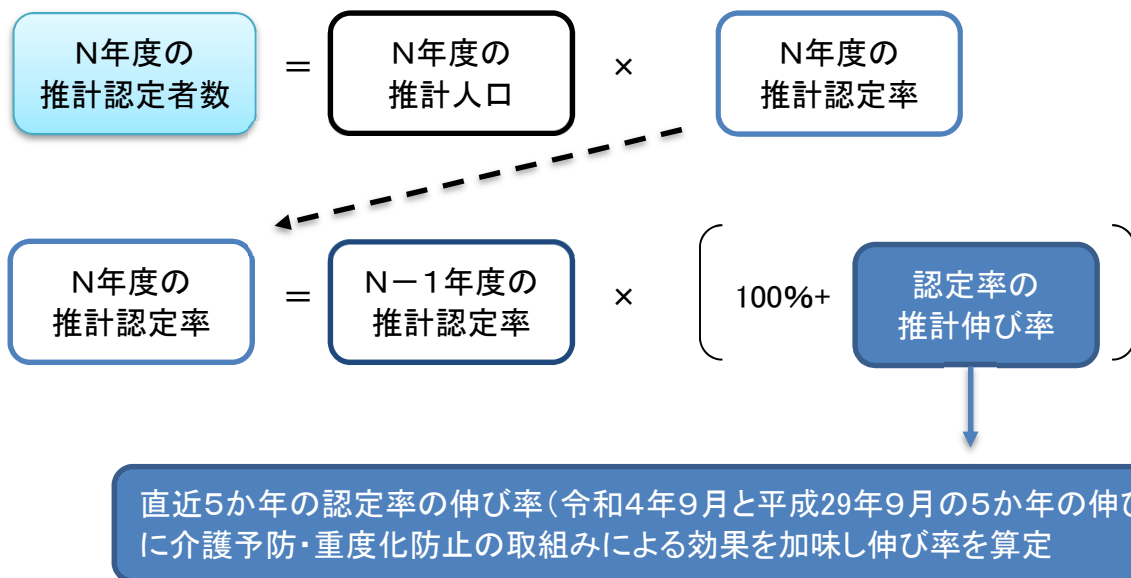 N年度の
推計認定者数
=
N年度の
推計人口
×
N年度の
推計認定率
N年度の
推計認定率
=
N-1年度の
推計認定率
×
100%+
認定率の
推計伸び率
直近5か年の認定率の伸び率(令和4年9月と平成29年9月の5か年の伸び
に介護予防・重度化防止の取組みによる効果を加味し伸び率を算定